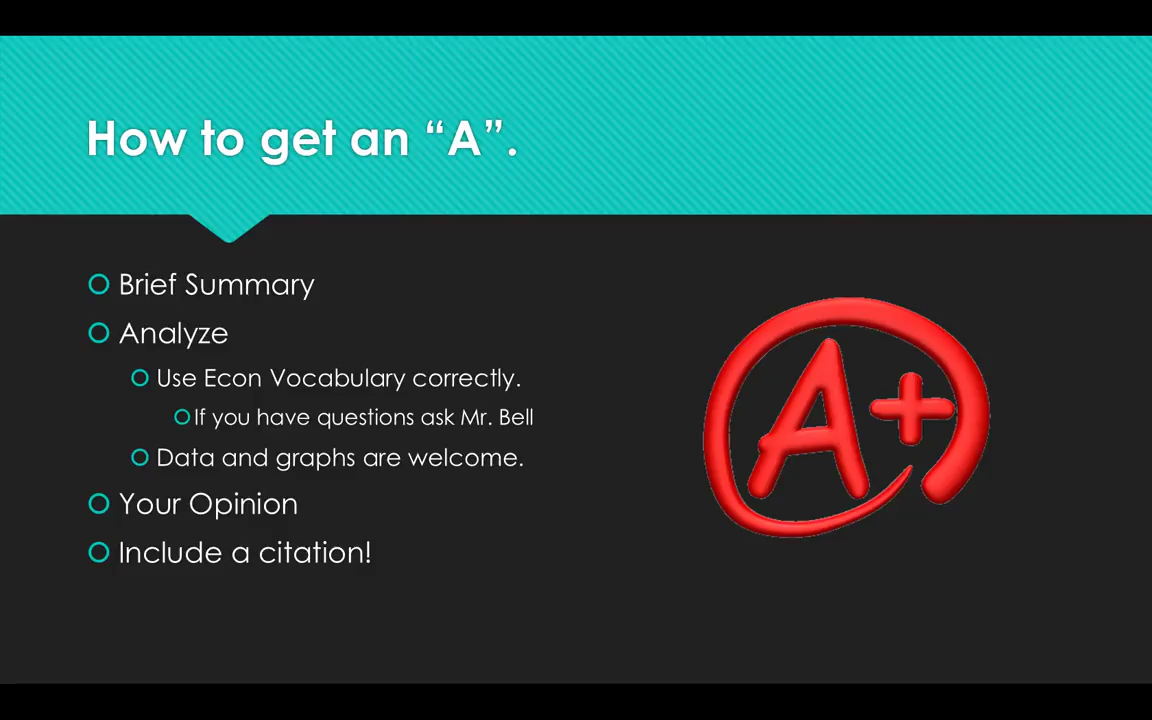 How to get an “A”.
Brief Summary
Analyze
Use Econ Vocabulary correctly.
If you have questions ask Mr. Bell
Data and graphs are welcome.
Your Opinion
Include a citation!
A+